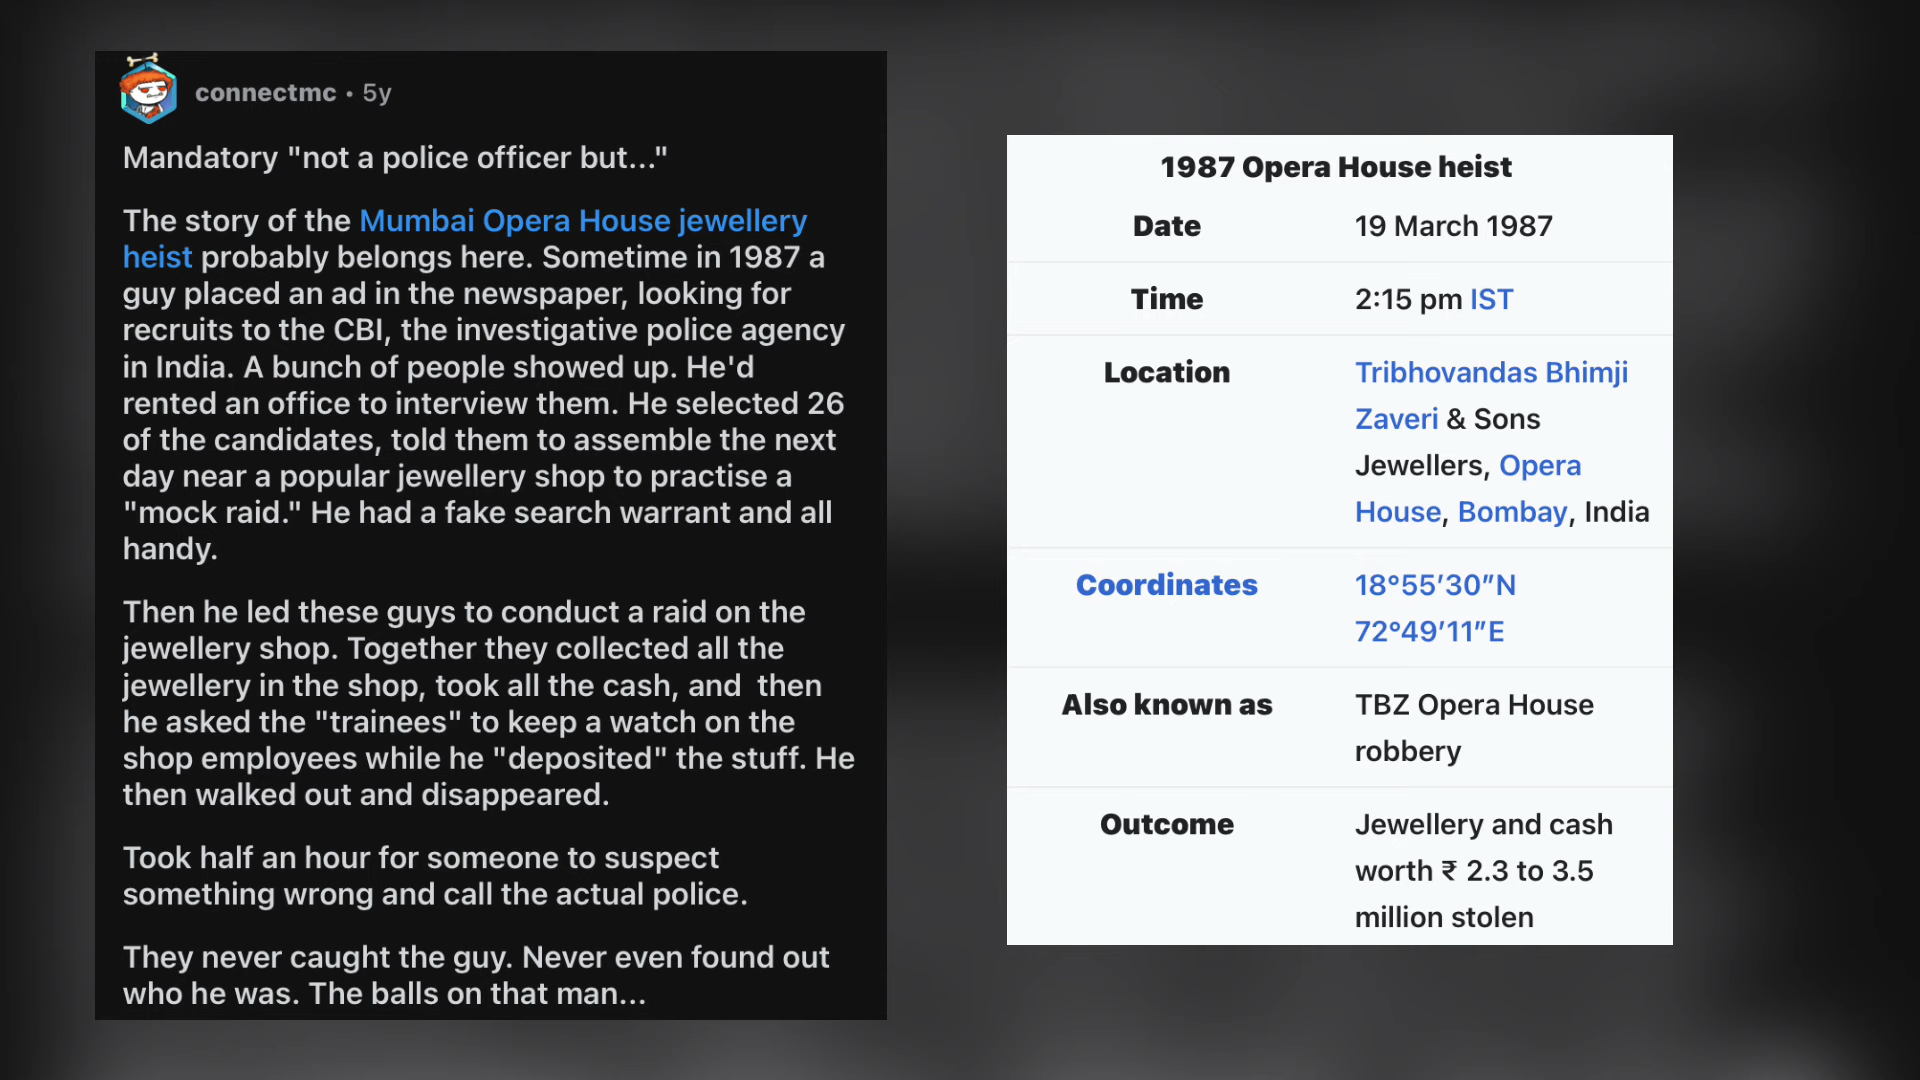 connectmc • 5y
Mandatory "not a police officer but..."
The story of the Mumbai Opera House jewellery
heist probably belongs here. Sometime in 1987 a
guy placed an ad in the newspaper, looking for
recruits to the CBI, the investigative police agency
in India. A bunch of people showed up. He'd
rented an office to interview them. He selected 26
of the candidates, told them to assemble the next
day near a popular jewellery shop to practise a
"mock raid." He had a fake search warrant and all
handy.
Then he led these guys to conduct a raid on the
jewellery shop. Together they collected all the
jewellery in the shop, took all the cash, and then
he asked the "trainees" to keep a watch on the
shop employees while he "deposited" the stuff. He
then walked out and disappeared.
Took half an hour for someone to suspect
something wrong and call the actual police.
They never caught the guy. Never even found out
who he was. The balls on that man...
1987 Opera House heist
Date 19 March 1987
Time 2:15 pm IST
Location Tribhovandas Bhimji
Zaveri & Sons
Jewellers, Opera
House, Bombay, India
Coordinates 18°55′30″N
72°49′11″E
Also known as TBZ Opera House
robbery
Outcome Jewellery and cash
worth ₹ 2.3 to 3.5
million stolen